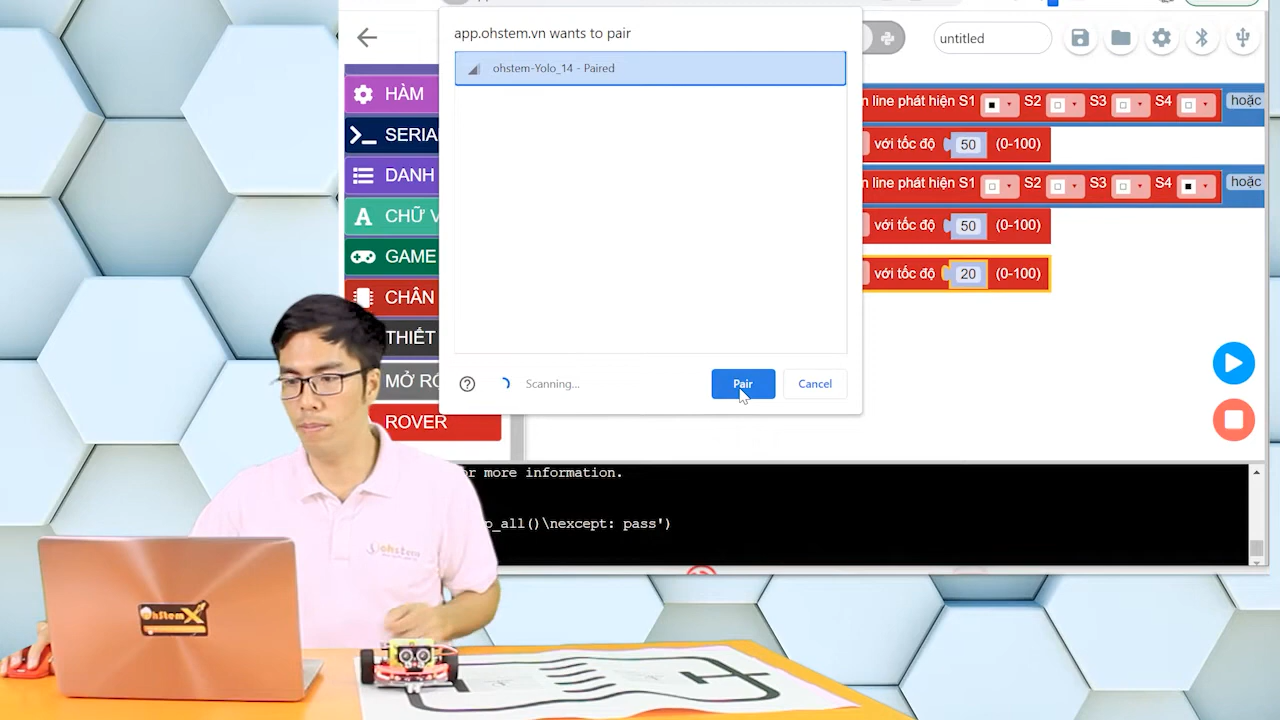 app.ohstem.vn wants to pair
ohstem-Yolo_14 - Paired
Scanning...
Pair
Cancel
untitled
HÀM
SERIA
DANH
CHỮ V
GAME
CHÂN
THIẾT
MỞ RỘ
ROVER
n line phát hiện S1 S2 S3 S4 hoặc
với tốc độ 50 (0-100)
n line phát hiện S1 S2 S3 S4 hoặc
với tốc độ 50 (0-100)
với tốc độ 20 (0-100)
or more information.
p_all()\nexcept: pass')
ohstem
OhStem X